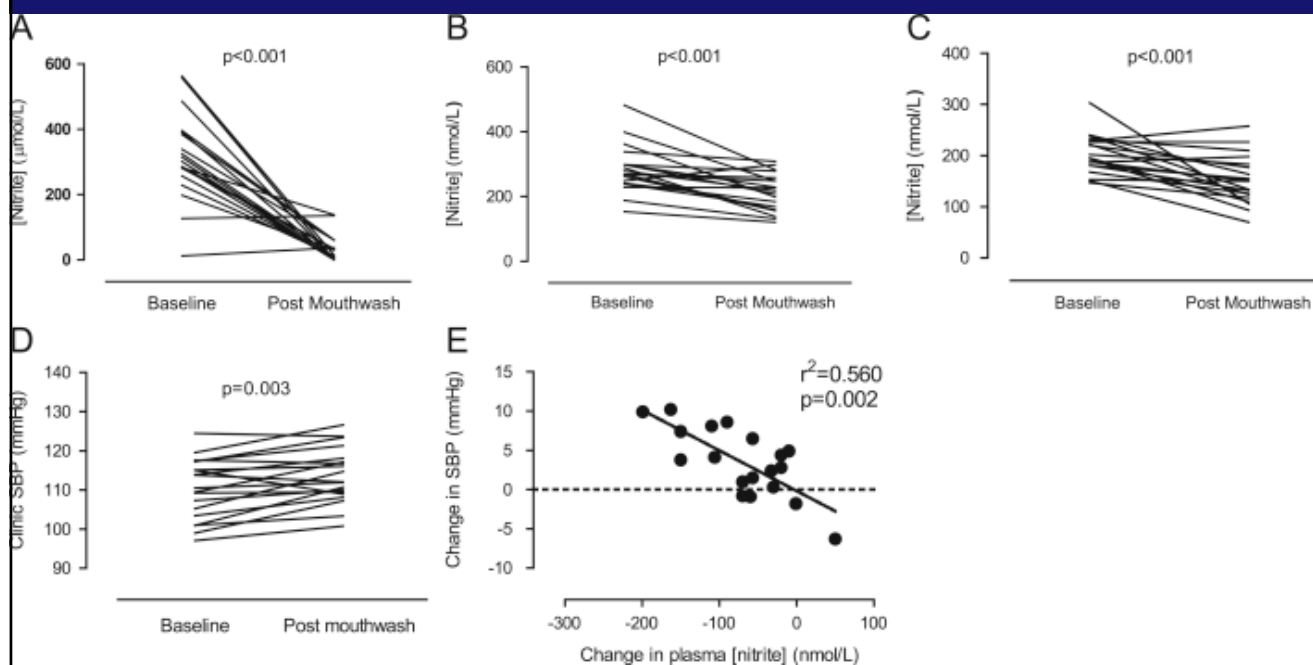 A
p<0.001
[Nitrite] (μmol/L)
600
400
200
0
Baseline Post Mouthwash
B
p<0.001
[Nitrite] (nmol/L)
600
400
200
0
Baseline Post Mouthwash
C
p<0.001
[Nitrite] (nmol/L)
400
300
200
100
0
Baseline Post Mouthwash
D
p=0.003
Clinic SBP (mmHg)
140
130
120
110
100
90
Baseline Post mouthwash
E
r²=0.560
p=0.002
Change in SBP (mmHg)
15
10
5
0
-5
-10
-300 -200 -100 0 100
Change in plasma [nitrite] (nmol/L)